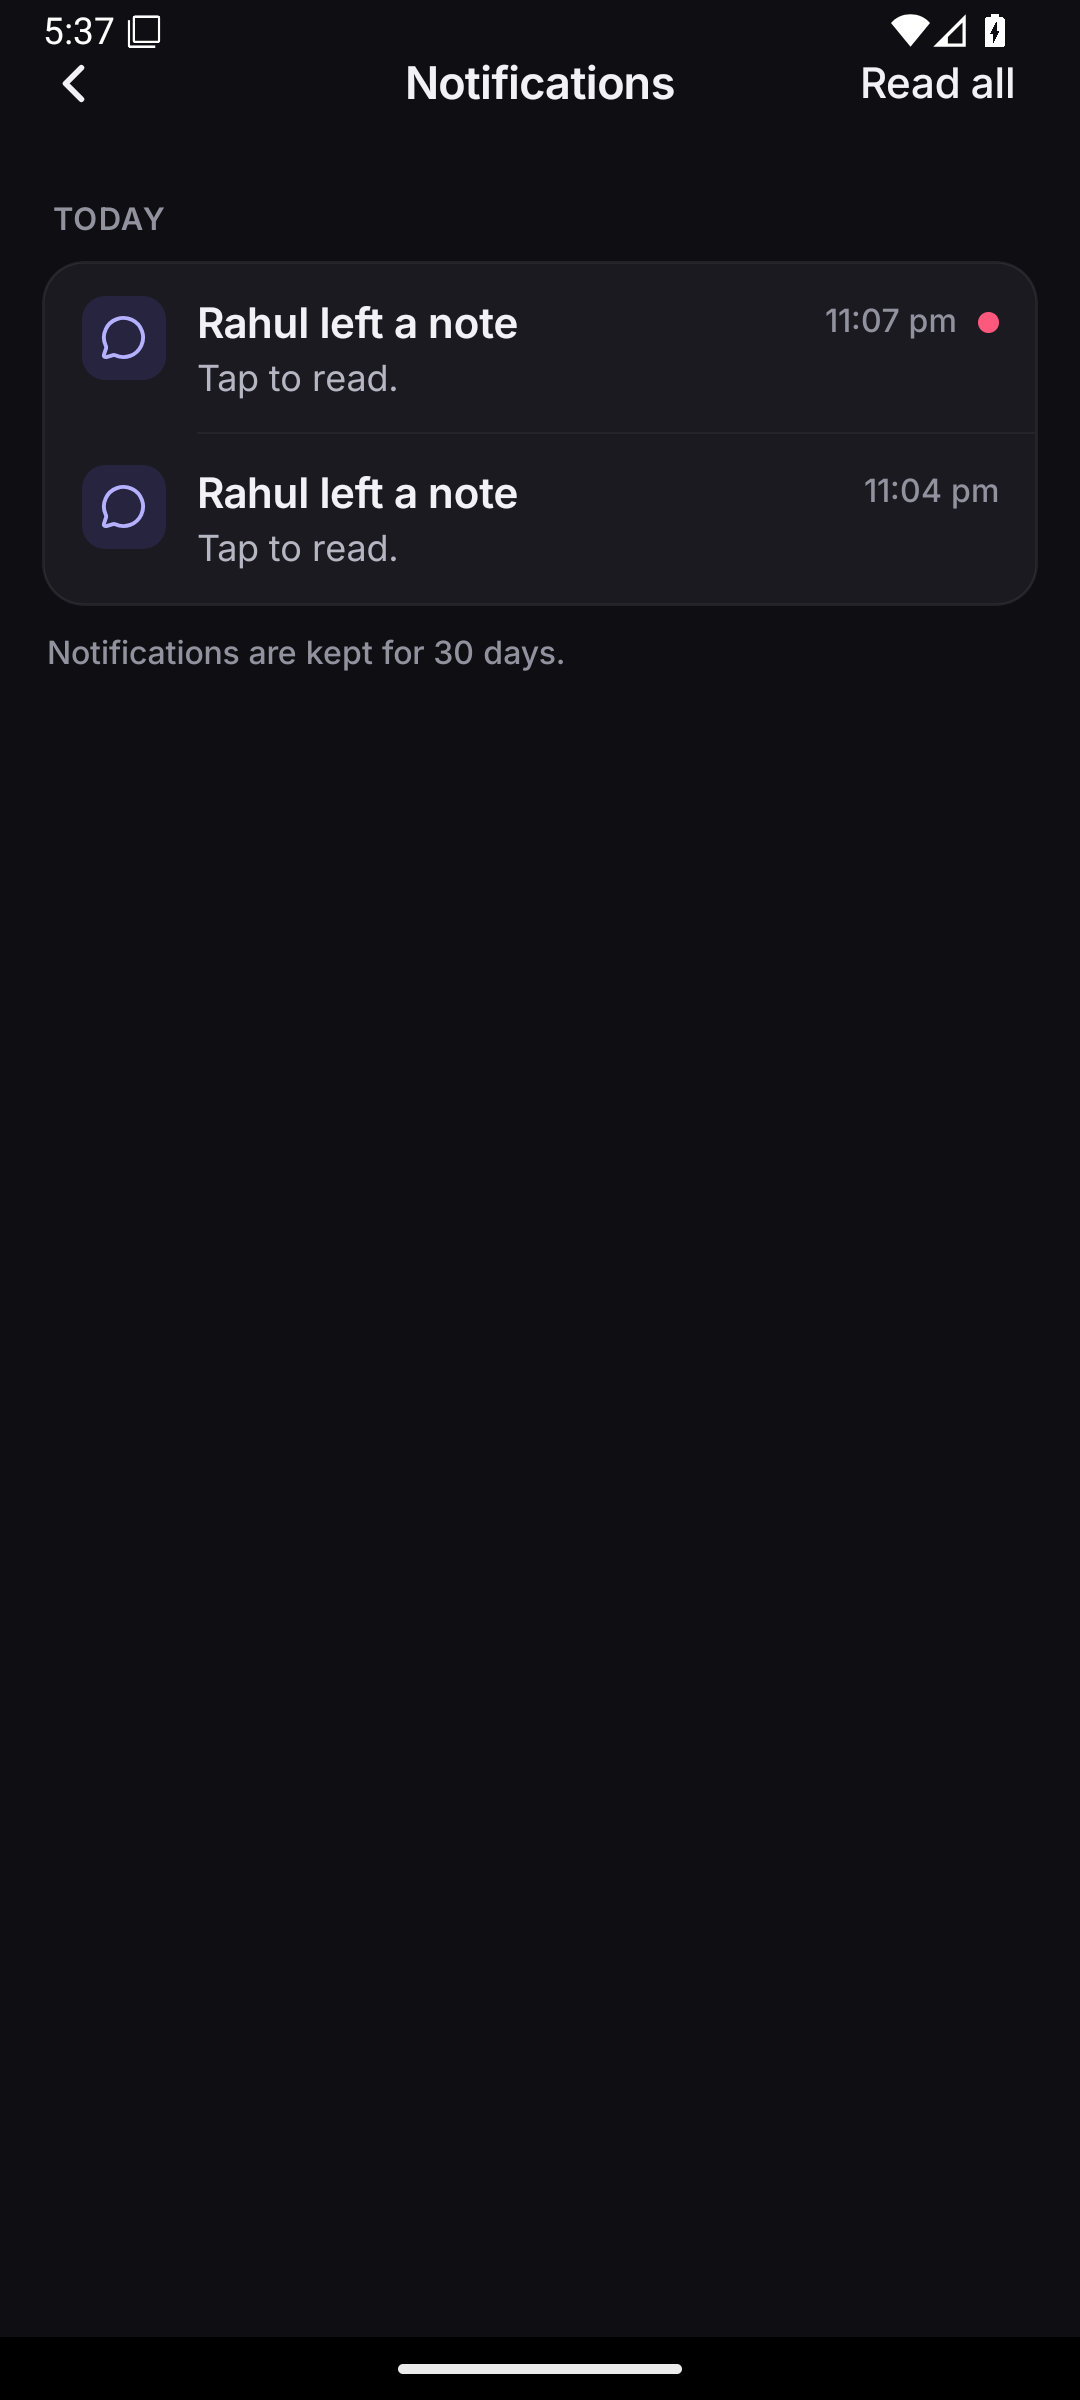 5:37
Notifications
Read all
TODAY
Rahul left a note
11:07 pm
Tap to read.
Rahul left a note
11:04 pm
Tap to read.
Notifications are kept for 30 days.